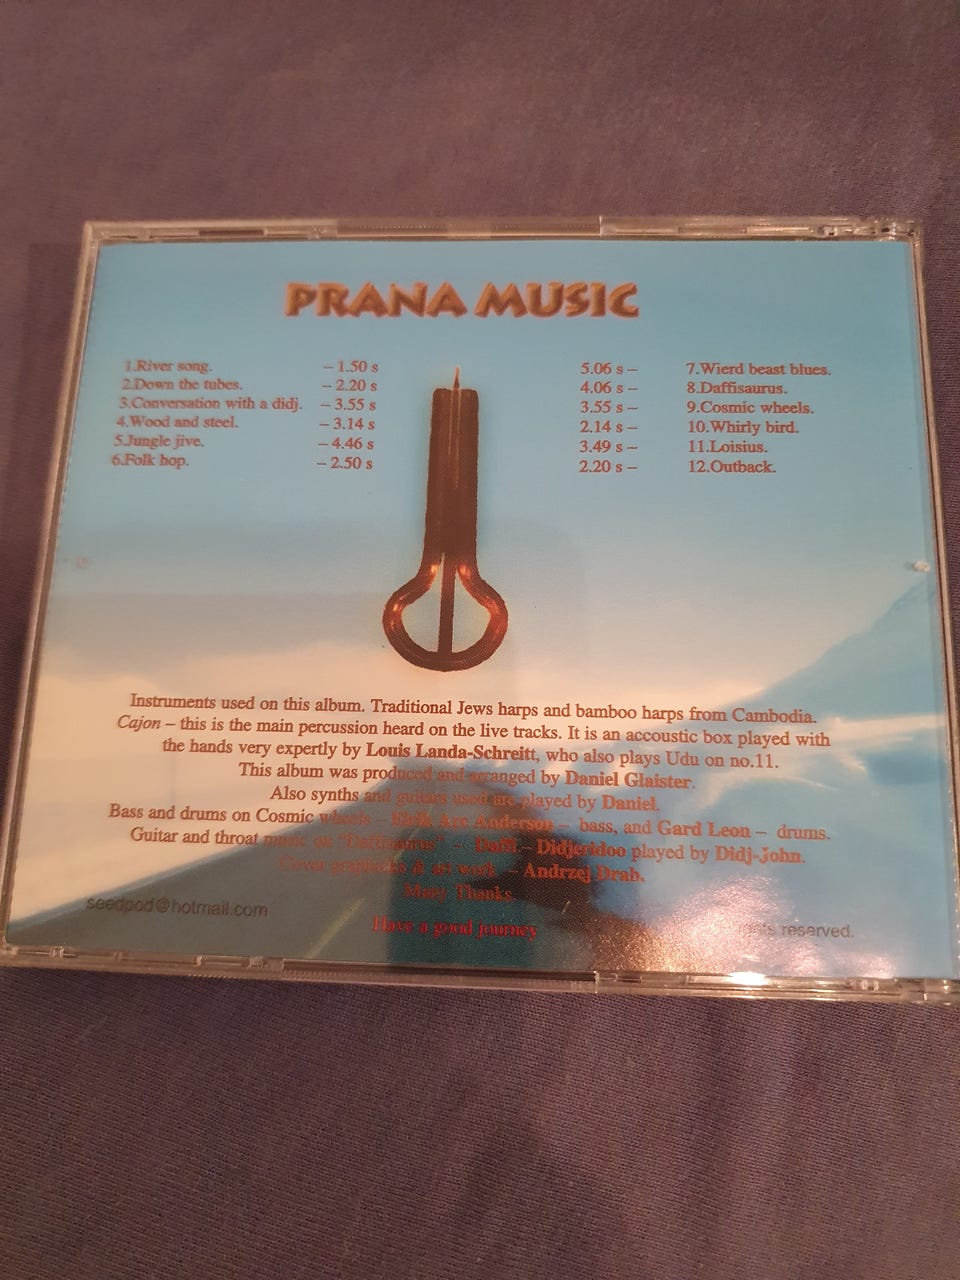 PRANA MUSIC
1.River song. – 1.50 s
2.Down the tubes. – 2.20 s
3.Conversation with a didj. – 3.55 s
4.Wood and steel. – 3.14 s
5.Jungle jive. – 4.46 s
6.Folk hop. – 2.50 s
5.06 s – 7.Wierd beast blues.
4.06 s – 8.Daffisaurus.
3.55 s – 9.Cosmic wheels.
2.14 s – 10.Whirly bird.
3.49 s – 11.Loisius.
2.20 s – 12.Outback.
Instruments used on this album. Traditional Jews harps and bamboo harps from Cambodia.
Cajon – this is the main percussion heard on the live tracks. It is an accoustic box played with
the hands very expertly by Louis Landa-Schreitt, who also plays Udu on no.11.
This album was produced and arranged by Daniel Glaister.
Also synths and guitars used are played by Daniel.
Bass and drums on Cosmic wheels – Anderson – bass, and Gard Leon – drums.
Guitar and throat music on – Daffi – Didjeridoo played by Didj-John.
Cover graphicks & art work – Andrzej Drab.
Many Thanks.
Have a good journey
seedpod@hotmail.com
reserved.